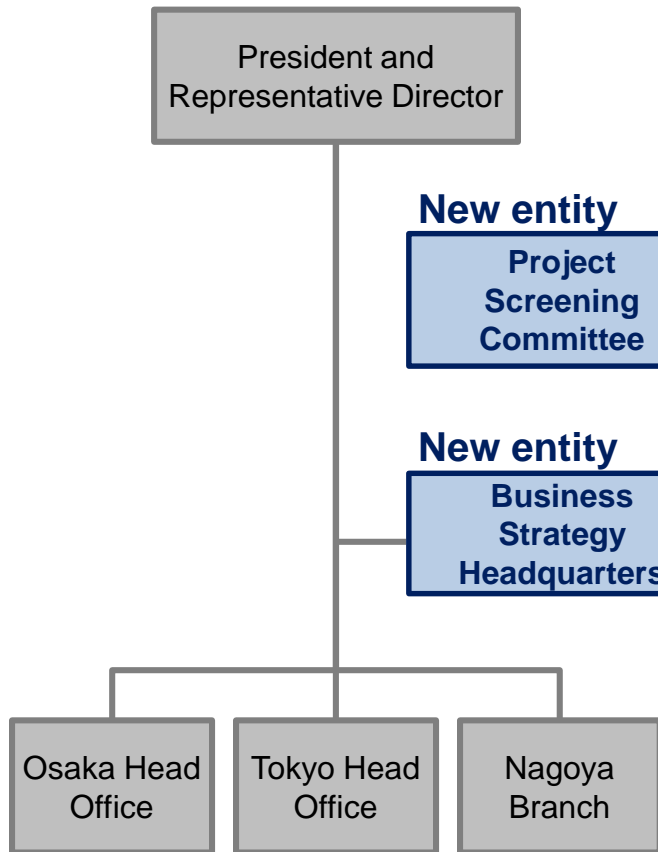 President and
Representative Director
New entity
Project
Screening
Committee
New entity
Business
Strategy
Headquarters
Osaka Head
Office
Tokyo Head
Office
Nagoya
Branch